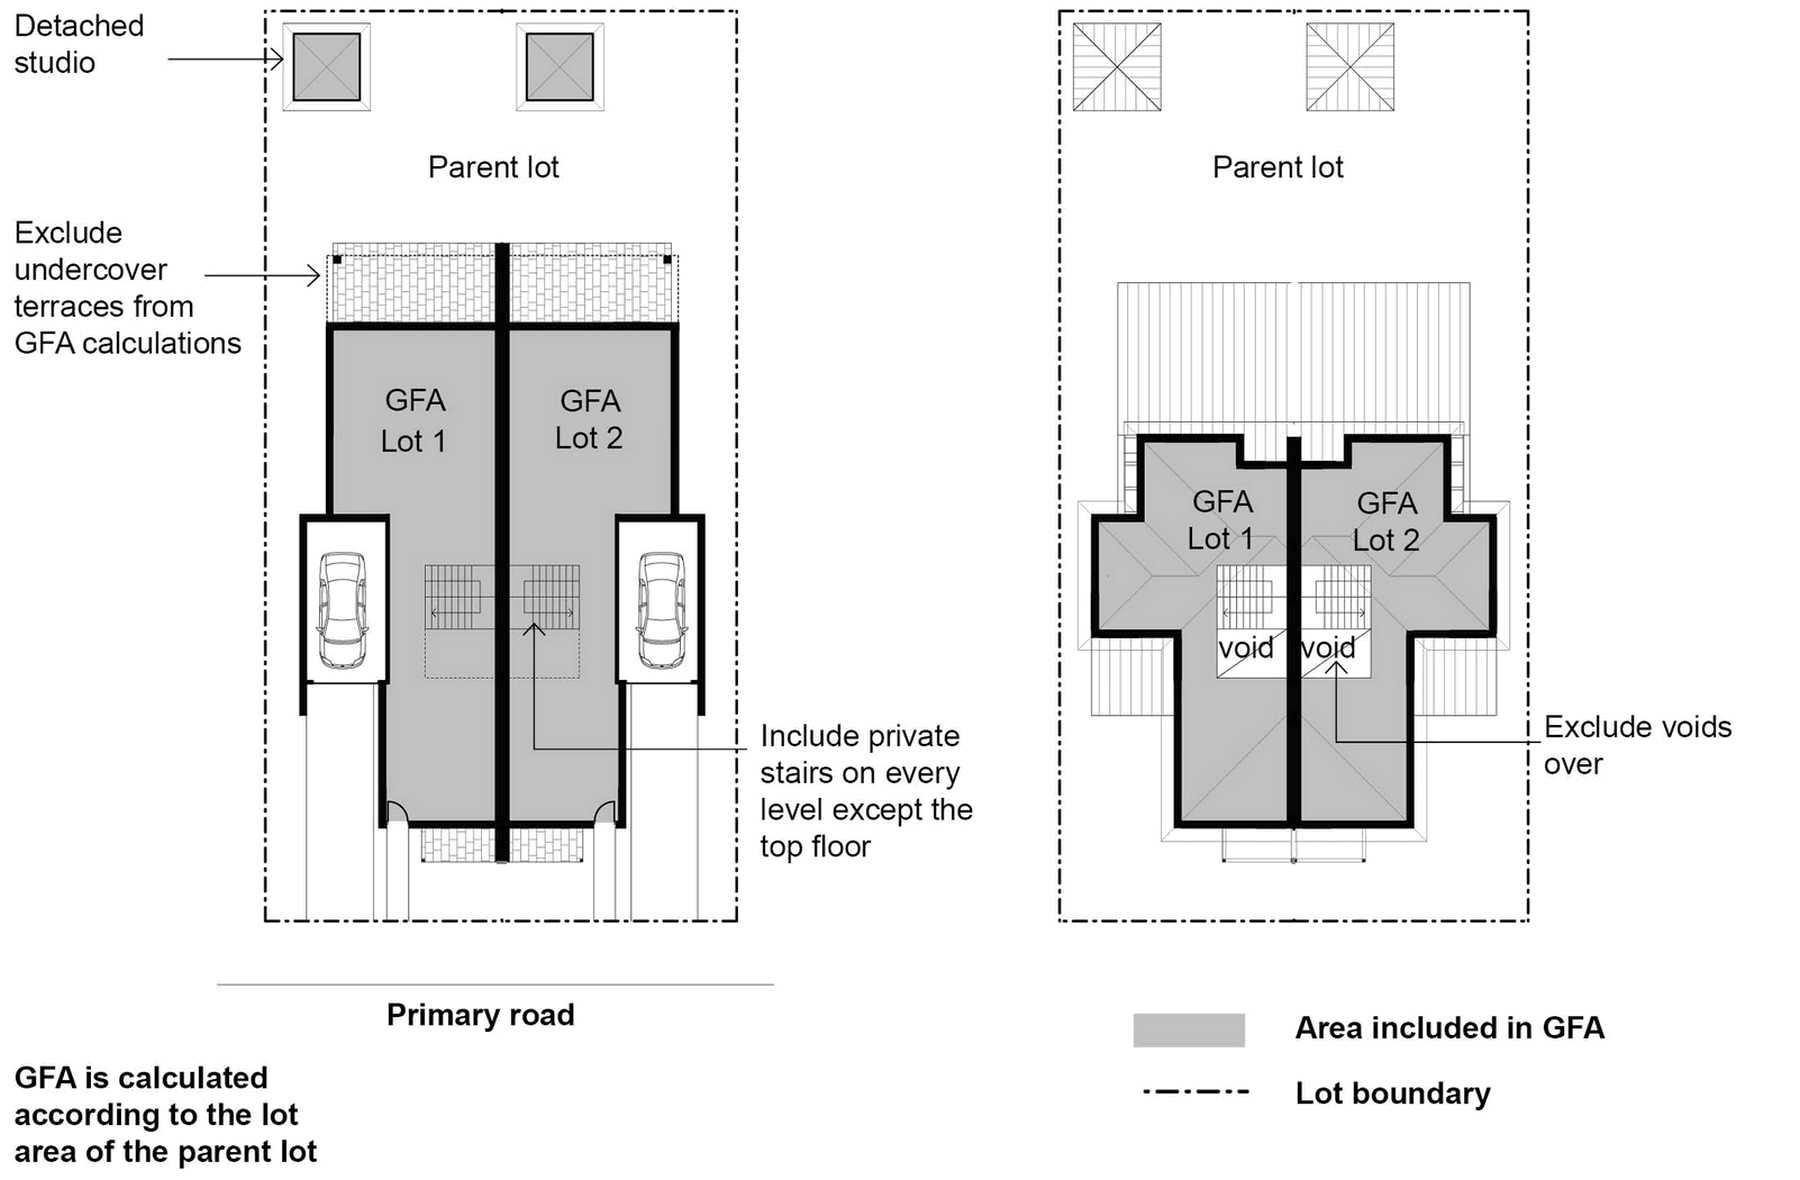 Detached
studio
Parent lot
Exclude
undercover
terraces from
GFA calculations
GFA
Lot 1
GFA
Lot 2
Include private
stairs on every
level except the
top floor
Primary road
GFA is calculated
according to the lot
area of the parent lot
Parent lot
GFA
Lot 1
GFA
Lot 2
void
void
Exclude voids
over
Area included in GFA
Lot boundary